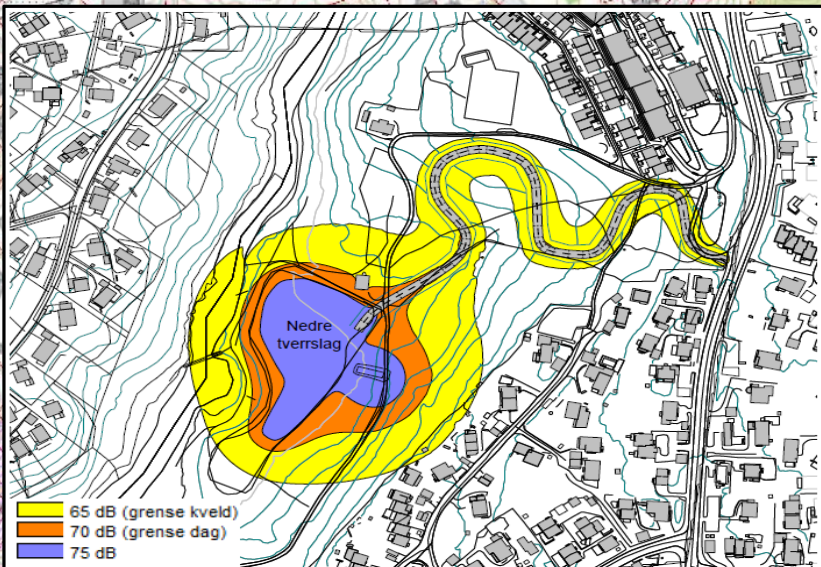 Nedre
tverrslag
65 dB (grense kveld)
70 dB (grense dag)
75 dB